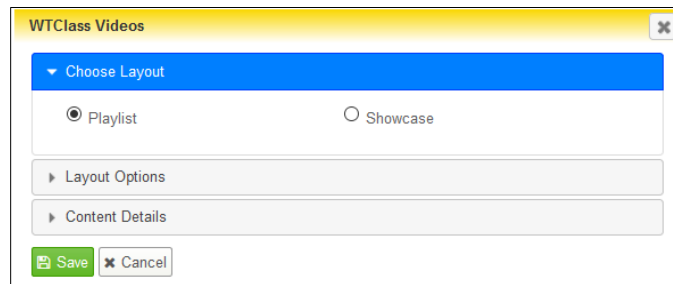 WTClass Videos
Choose Layout
Playlist Showcase
Layout Options
Content Details
Save Cancel